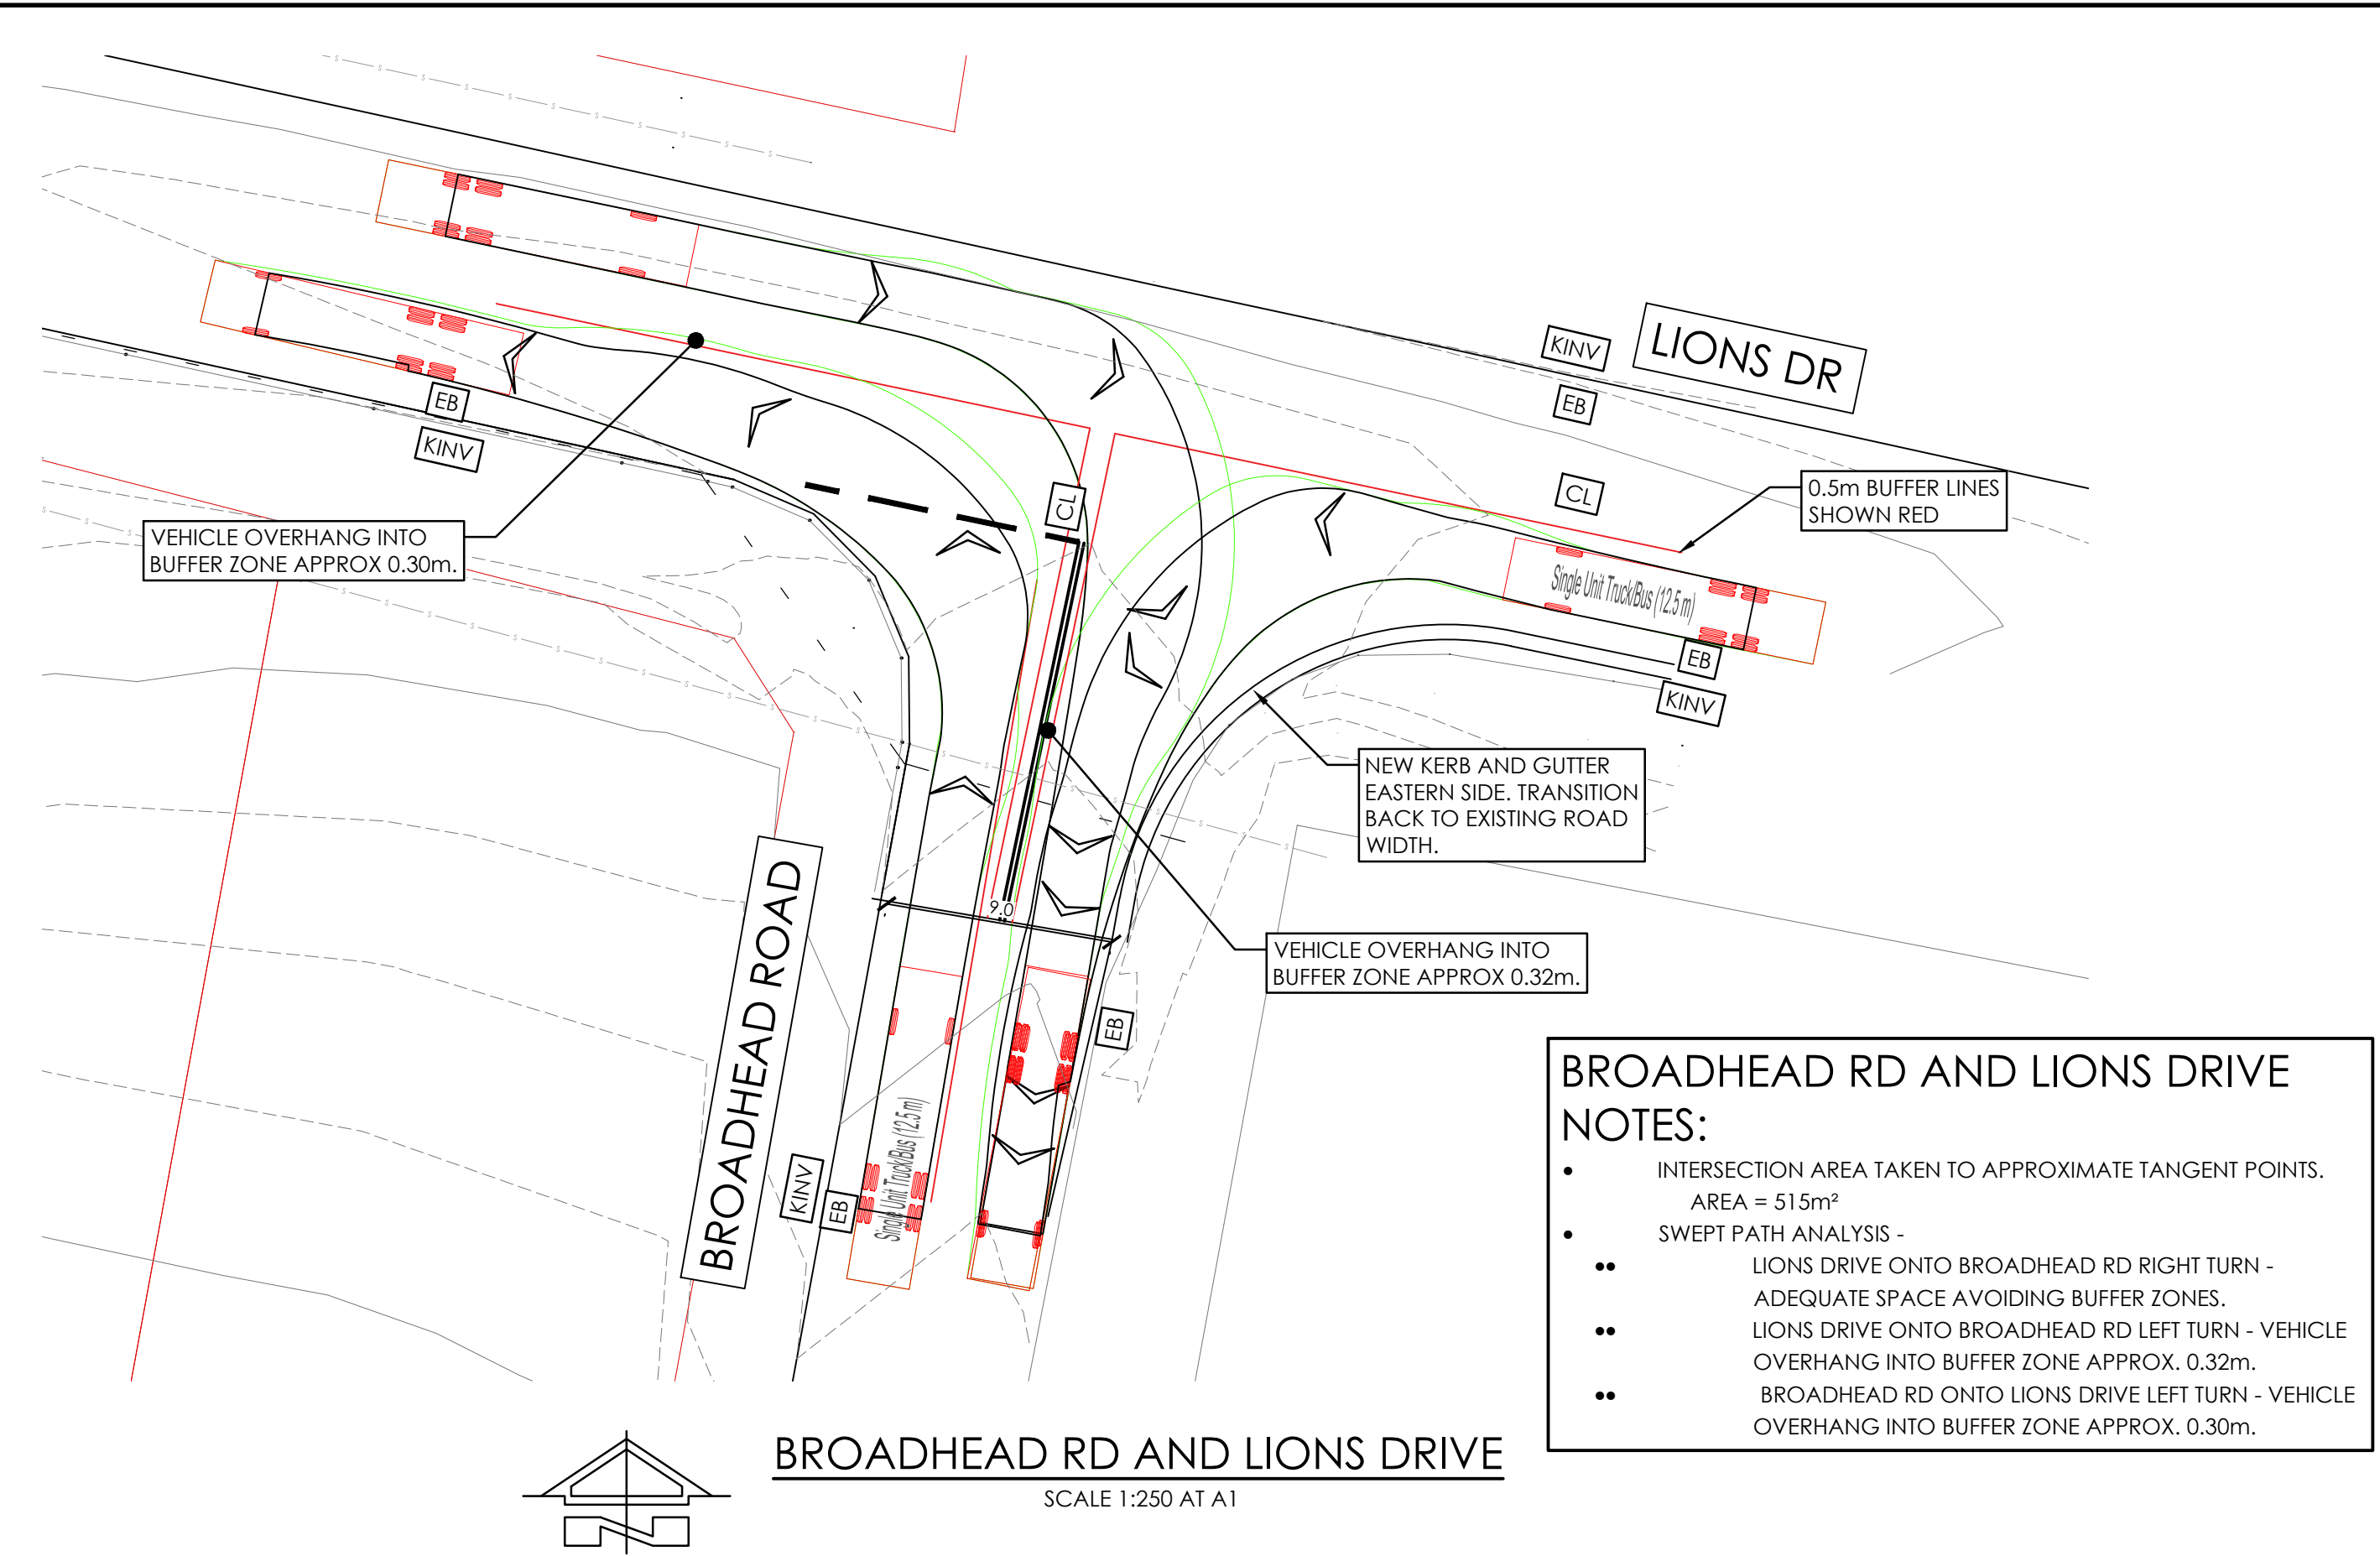 LIONS DR
KINV
EB
CL
0.5m BUFFER LINES
SHOWN RED
EB
KINV
CL
VEHICLE OVERHANG INTO
BUFFER ZONE APPROX 0.30m.
Single Unit Truck/Bus (12.5 m)
EB
KINV
NEW KERB AND GUTTER
EASTERN SIDE. TRANSITION
BACK TO EXISTING ROAD
WIDTH.
9.0
VEHICLE OVERHANG INTO
BUFFER ZONE APPROX 0.32m.
BROADHEAD ROAD
EB
Single Unit Truck/Bus (12.5 m)
KINV
EB
BROADHEAD RD AND LIONS DRIVE
NOTES:
• INTERSECTION AREA TAKEN TO APPROXIMATE TANGENT POINTS.
AREA = 515m²
• SWEPT PATH ANALYSIS -
•• LIONS DRIVE ONTO BROADHEAD RD RIGHT TURN -
ADEQUATE SPACE AVOIDING BUFFER ZONES.
•• LIONS DRIVE ONTO BROADHEAD RD LEFT TURN - VEHICLE
OVERHANG INTO BUFFER ZONE APPROX. 0.32m.
•• BROADHEAD RD ONTO LIONS DRIVE LEFT TURN - VEHICLE
OVERHANG INTO BUFFER ZONE APPROX. 0.30m.
BROADHEAD RD AND LIONS DRIVE
SCALE 1:250 AT A1
N